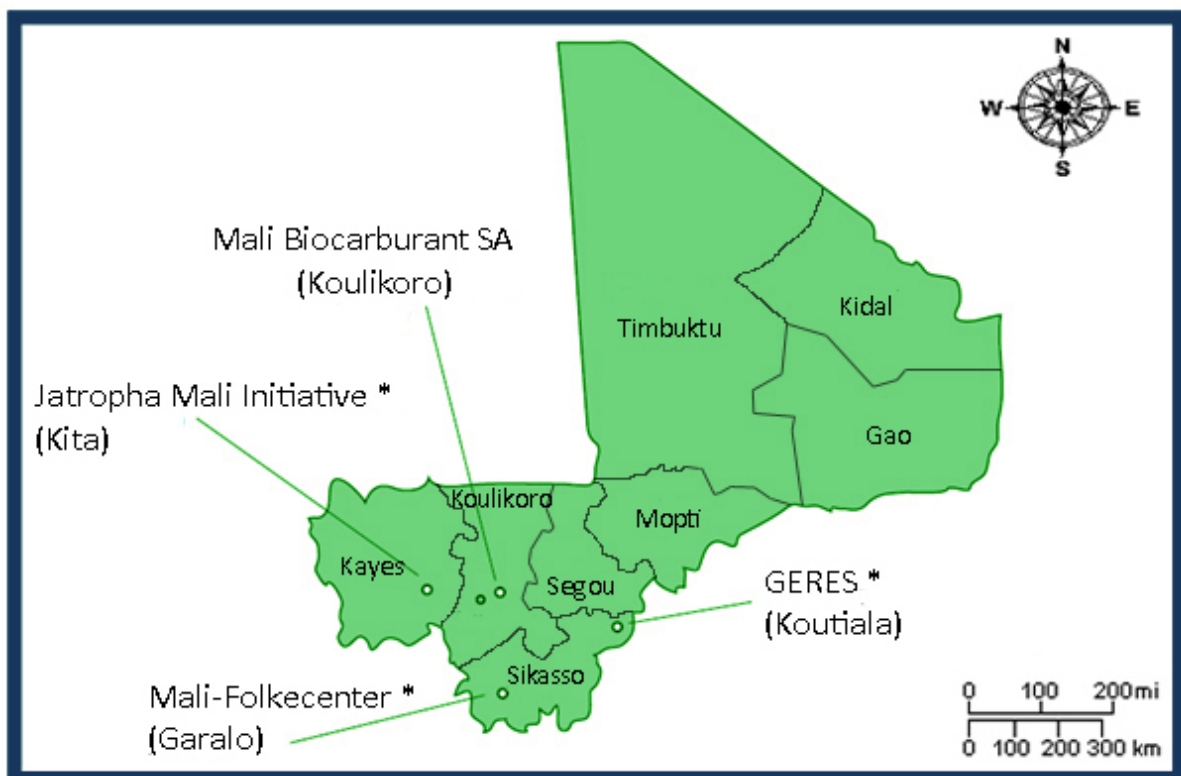 N
W
E
S
Mali Biocarburant SA
(Koulikoro)
Kidal
Timbuktu
Jatropha Mali Initiative *
(Kita)
Gao
Koulikoro
Mopti
Kayes
Segou
GERES *
(Koutiala)
Sikasso
Mali-Folkecenter *
(Garalo)
0 100 200mi
0 100 200 300 km